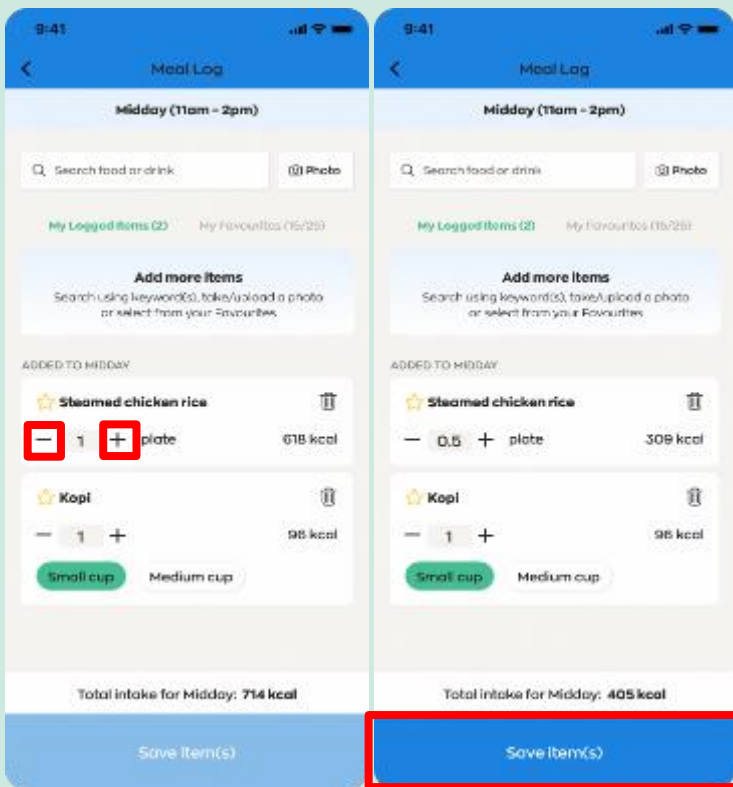 9:41
Meal Log
Midday (11am - 2pm)
Search food or drink
Photo
My Logged Items (2) My Favourites (15/25)
Add more items
Search using keyword(s), take/upload a photo
or select from your Favourites
ADDED TO MIDDAY
Steamed chicken rice
— 1 + plate 618 kcal
Kopi
— 1 + 96 kcal
Small cup Medium cup
Total intake for Midday: 714 kcal
Save item(s)
9:41
Meal Log
Midday (11am - 2pm)
Search food or drink
Photo
My Logged Items (2) My Favourites (15/25)
Add more items
Search using keyword(s), take/upload a photo
or select from your Favourites
ADDED TO MIDDAY
Steamed chicken rice
— 0.5 + plate 309 kcal
Kopi
— 1 + 96 kcal
Small cup Medium cup
Total intake for Midday: 405 kcal
Save item(s)